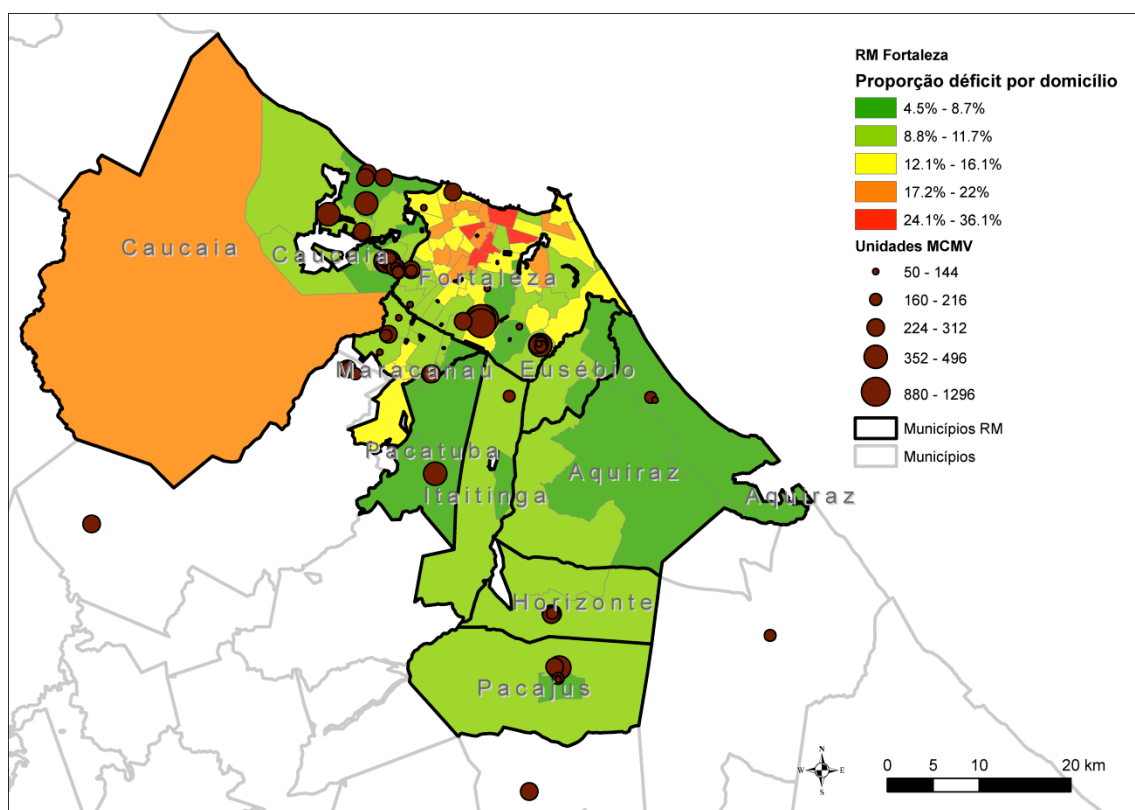 RM Fortaleza
Proporção déficit por domicílio
4.5% - 8.7%
8.8% - 11.7%
12.1% - 16.1%
17.2% - 22%
24.1% - 36.1%
Unidades MCMV
50 - 144
160 - 216
224 - 312
352 - 496
880 - 1296
Municípios RM
Municípios
Caucaia
Caucaia
Fortaleza
Maracanaú
Eusébio
Pacatuba
Itaitinga
Aquiraz
Aquiraz
Horizonte
Pacajus
N
W E
S
0 5 10 20 km